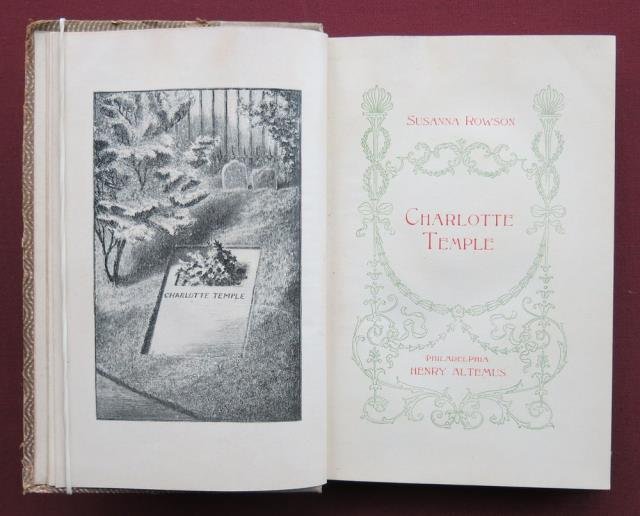 CHARLOTTE TEMPLE
SUSANNA ROWSON
CHARLOTTE
TEMPLE
PHILADELPHIA
HENRY ALTEMUS